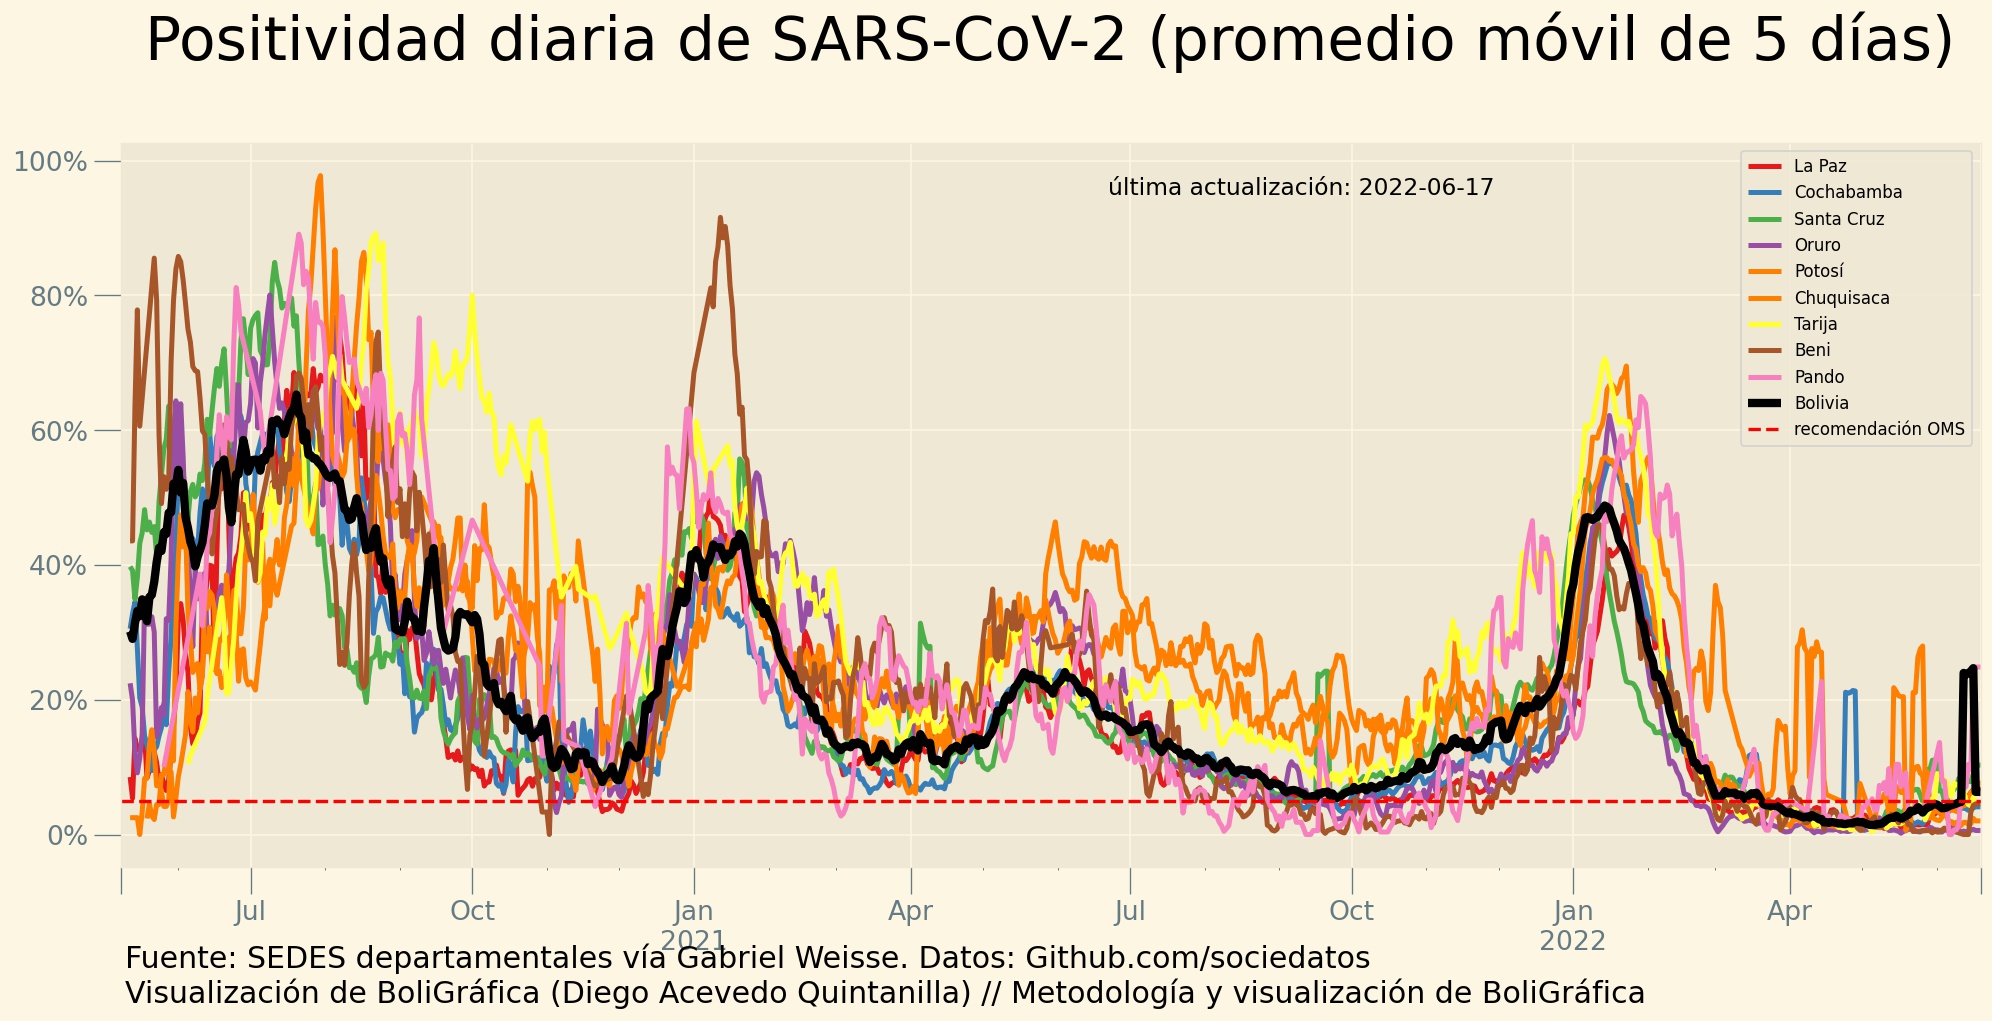 Positividad diaria de SARS-CoV-2 (promedio móvil de 5 días)
última actualización: 2022-06-17
La Paz
Cochabamba
Santa Cruz
Oruro
Potosí
Chuquisaca
Tarija
Beni
Pando
Bolivia
recomendación OMS
100%
80%
60%
40%
20%
0%
Jul
Oct
Jan
2021
Apr
Jul
Oct
Jan
2022
Apr
Fuente: SEDES departamentales vía Gabriel Weisse. Datos: Github.com/sociedatos
Visualización de BoliGráfica (Diego Acevedo Quintanilla) // Metodología y visualización de BoliGráfica